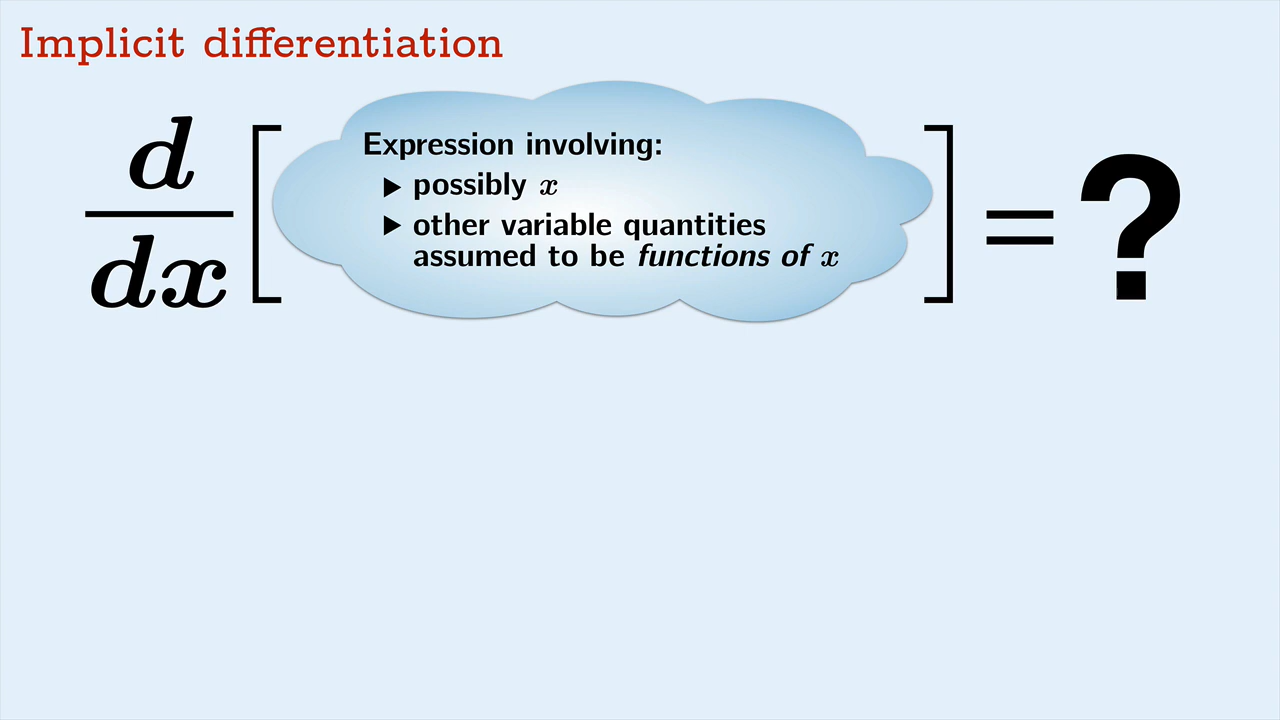 Implicit differentiation
d
dx
[
Expression involving:
▶ possibly x
▶ other variable quantities
assumed to be functions of x
] = ?